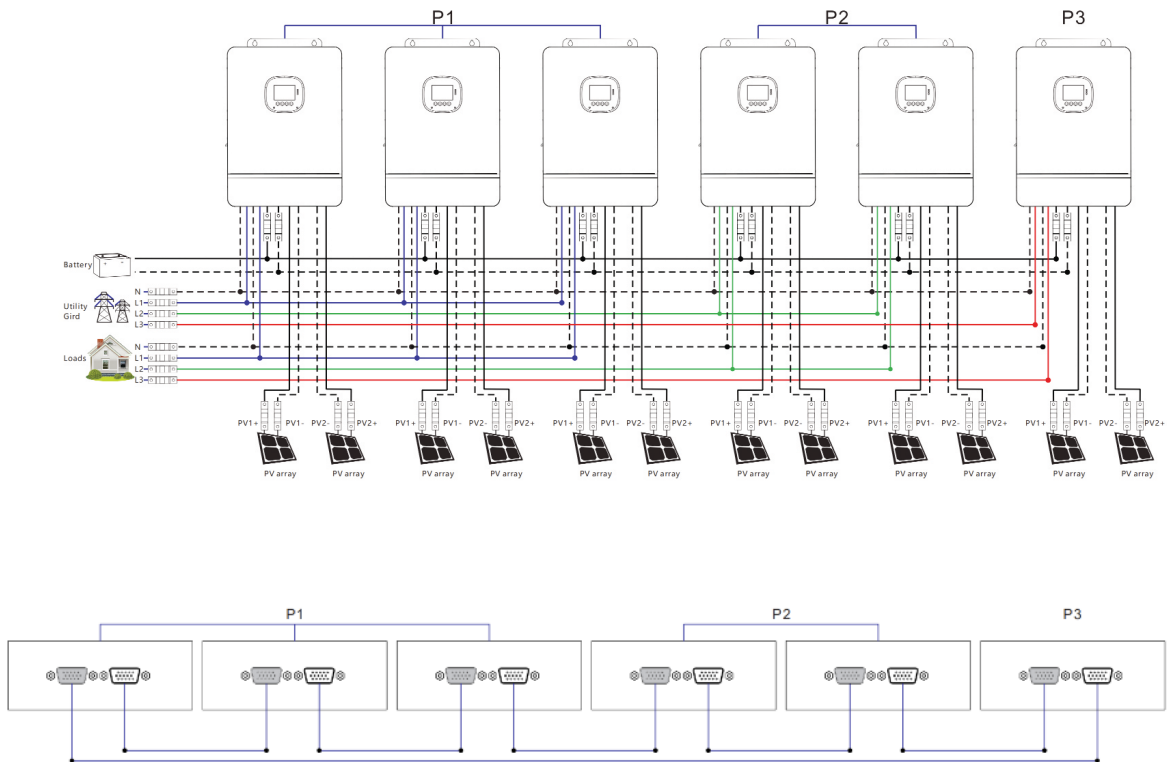 P1 P2 P3
Battery
N
Utility
Gird
L1
L2
L3
Loads
N
L1
L2
L3
PV1+ PV1- PV2- PV2+ PV1+ PV1- PV2- PV2+ PV1+ PV1- PV2- PV2+ PV1+ PV1- PV2- PV2+ PV1+ PV1- PV2- PV2+ PV1+ PV1- PV2- PV2+
PV array PV array PV array PV array PV array PV array PV array PV array PV array PV array PV array PV array
P1 P2 P3